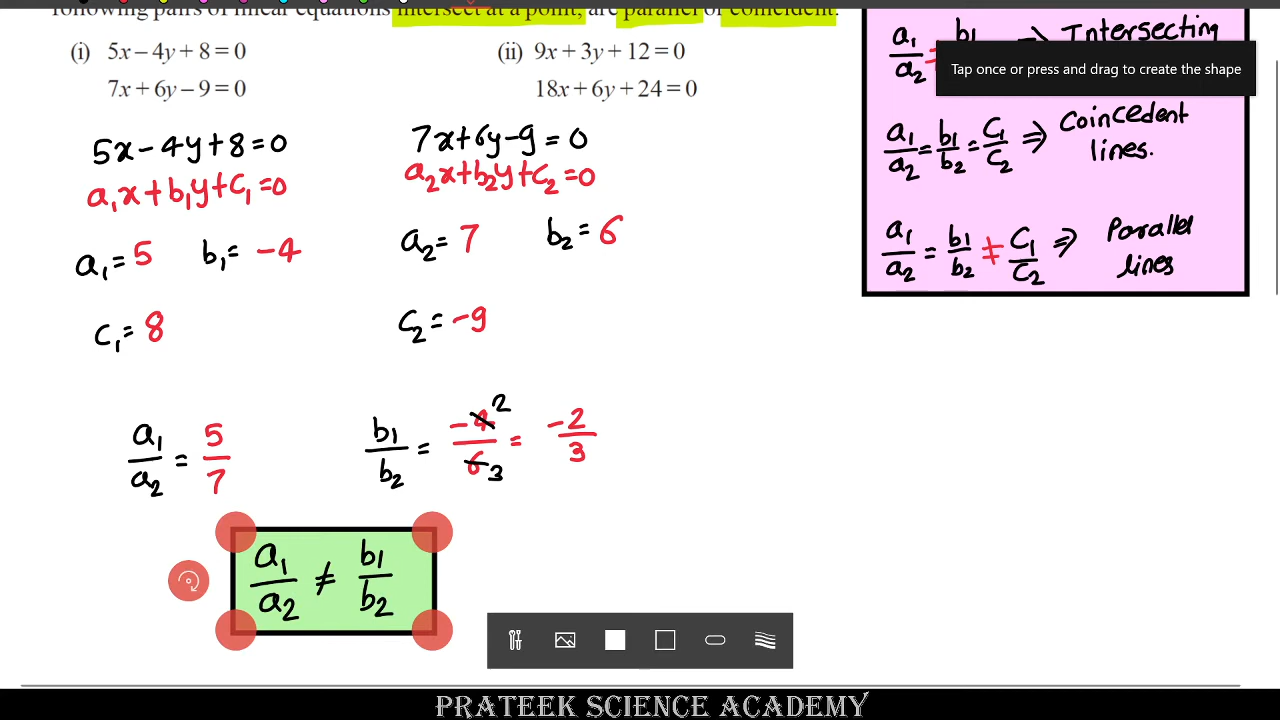 following pairs of linear equations intersect at a point, are parallel or coincident:
(i) 5x – 4y + 8 = 0 (ii) 9x + 3y + 12 = 0
7x + 6y – 9 = 0 18x + 6y + 24 = 0
5x – 4y + 8 = 0 7x + 6y – 9 = 0
a₁x + b₁y + c₁ = 0 a₂x + b₂y + c₂ = 0
a₁ = 5 b₁ = –4 a₂ = 7 b₂ = 6
c₁ = 8 c₂ = –9
a₁/a₂ = 5/7 b₁/b₂ = –4/6 2 3 = –2/3
a₁/a₂ ≠ b₁/b₂
a₁/a₂ = b₁ ⇒ Intersecting
Tap once or press and drag to create the shape
a₁/a₂ = b₁/b₂ = c₁/c₂ ⇒ Coincedent
lines.
a₁/a₂ = b₁/b₂ ≠ c₁/c₂ ⇒ Parallel
lines
PRATEEK SCIENCE ACADEMY